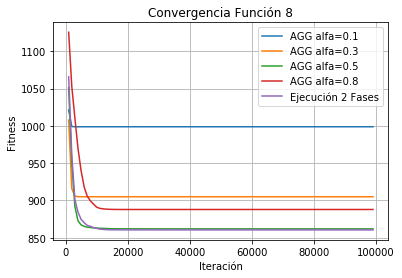 Convergencia Función 8
Fitness
1100
1050
1000
950
900
850
AGG alfa=0.1
AGG alfa=0.3
AGG alfa=0.5
AGG alfa=0.8
Ejecución 2 Fases
0
20000
40000
60000
80000
100000
Iteración